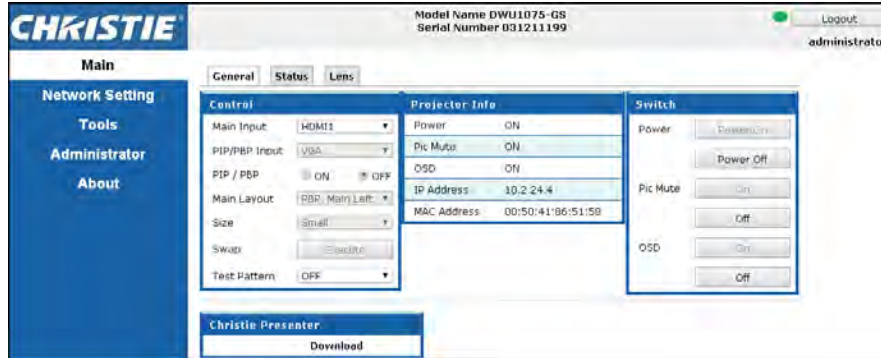 CHRISTIE
Model Name DWU1075-GS
Serial Number 031211199
Logout
administrato
Main
Network Setting
Tools
Administrator
About
General Status Lens
Control
Main Input HDMI1
PIP/PBP Input VGA
PIP / PBP ON OFF
Main Layout PBP, Main Left
Size Small
Swap Execute
Test Pattern OFF
Projector Info
Power ON
Pic Mute ON
OSD ON
IP Address 10.2.24.4
MAC Address 00:50:41:86:51:58
Switch
Power Power On
Power Off
Pic Mute On
Off
OSD On
Off
Christie Presenter
Download